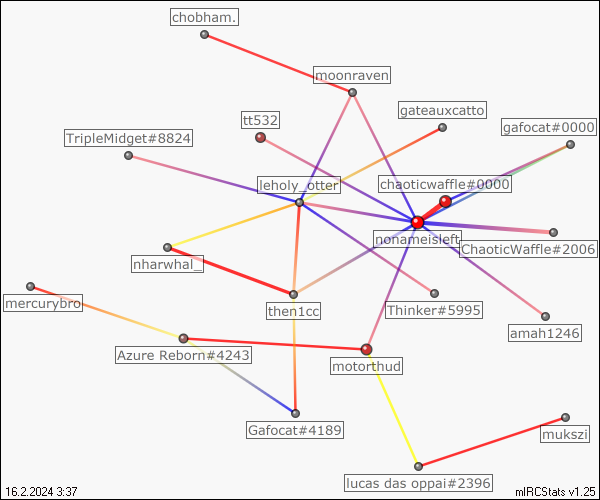 chobham.
moonraven
gateauxcatto
tt532
gafocat#0000
TripleMidget#8824
leholy_otter
chaoticwaffle#0000
nonameisleft
ChaoticWaffle#2006
nharwhal_
mercurybro
then1cc
Thinker#5995
amah1246
Azure Reborn#4243
motorthud
Gafocat#4189
mukszi
lucas das oppai#2396
16.2.2024 3:37
mIRCStats v1.25